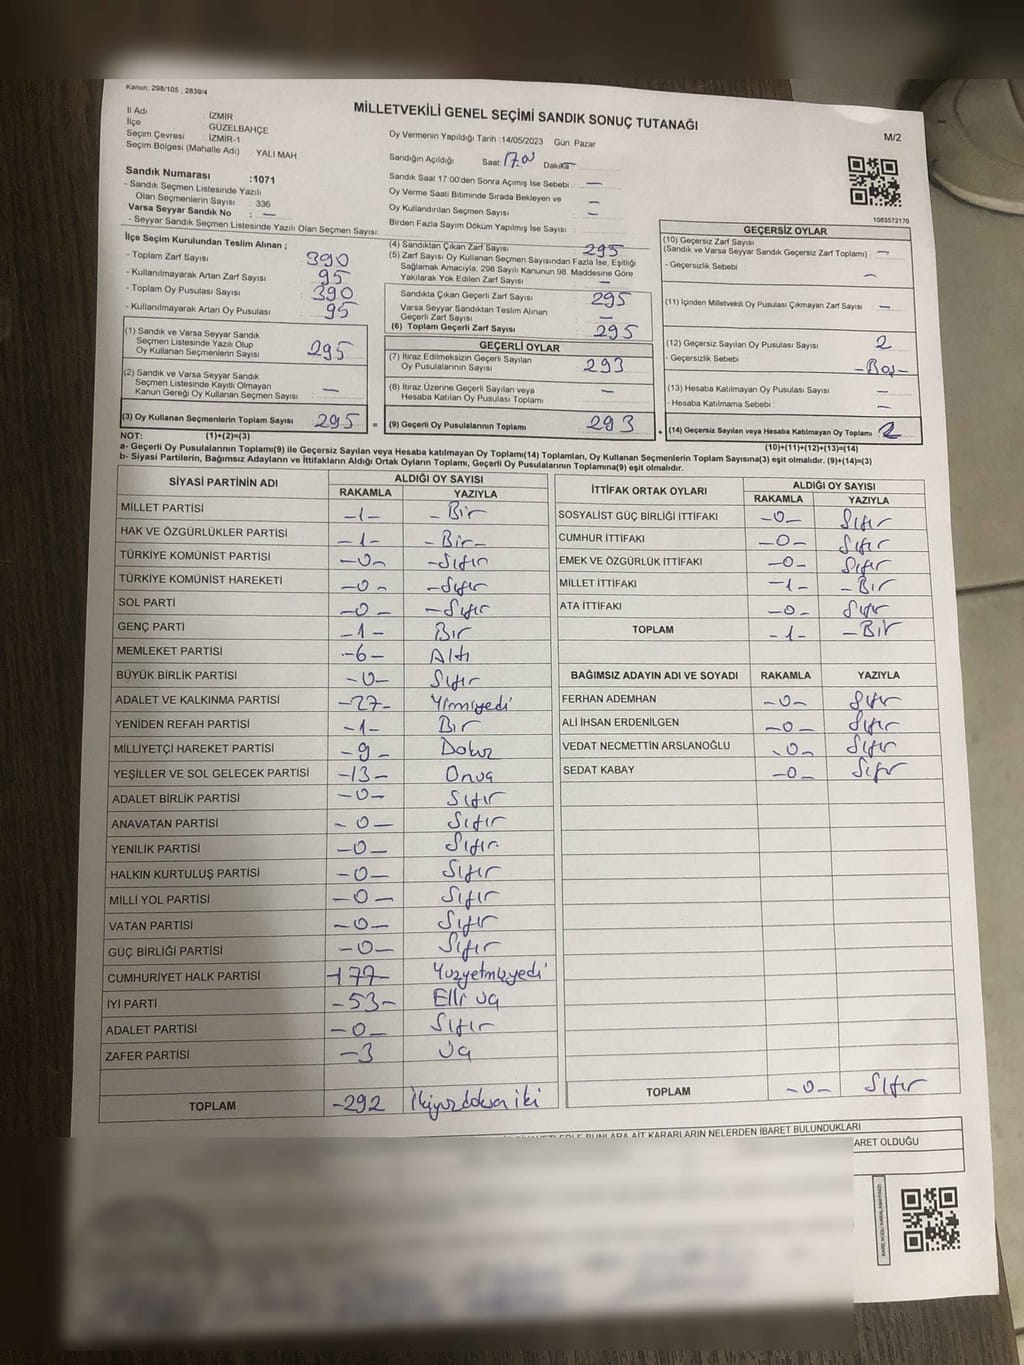 Kanun; 298/105 , 2839/4
MİLLETVEKİLİ GENEL SEÇİMİ SANDIK SONUÇ TUTANAĞI
M/2
İl Adı İZMİR
İlçe GÜZELBAHÇE
Seçim Çevresi İZMİR-1
Seçim Bölgesi (Mahalle Adı) YALI MAH
Sandık Numarası :1071
- Sandık Seçmen Listesinde Yazılı
Olan Seçmenlerin Sayısı : 336
Varsa Seyyar Sandık No : —
- Seyyar Sandık Seçmen Listesinde Yazılı Olan Seçmen Sayısı:
Oy Vermenin Yapıldığı Tarih :14/05/2023 Gün: Pazar
Sandığın Açıldığı Saat: Dakika
Sandık Saat 17:00'den Sonra Açımış İse Sebebi : —
Oy Verme Saati Bitiminde Sırada Bekleyen ve
Oy Kullandırılan Seçmen Sayısı —
Birden Fazla Sayım Döküm Yapılmış İse Sayısı : —
1083572170
İlçe Seçim Kurulundan Teslim Alınan ;
- Toplam Zarf Sayısı 390
- Kullanılmayarak Artan Zarf Sayısı 95
- Toplam Oy Pusulası Sayısı 390
- Kullanılmayarak Artan Oy Pusulası 95
(1) Sandık ve Varsa Seyyar Sandık
Seçmen Listesinde Yazılı Olup
Oy Kullanan Seçmenlerin Sayısı 295
(2) Sandık ve Varsa Seyyar Sandık
Seçmen Listesinde Kayıtlı Olmayan
Kanun Gereği Oy Kullanan Seçmen Sayısı —
(3) Oy Kullanan Seçmenlerin Toplam Sayısı 295 =
(4) Sandıktan Çıkan Zarf Sayısı 295
(5) Zarf Sayısı Oy Kullanan Seçmen Sayısından Fazla İse, Eşitliği
Sağlamak Amacıyla, 298 Sayılı Kanunun 98. Maddesine Göre
Yakılarak Yok Edilen Zarf Sayısı —
Sandıkta Çıkan Geçerli Zarf Sayısı 295
Varsa Seyyar Sandıktan Teslim Alınan
Geçerli Zarf Sayısı —
(6) Toplam Geçerli Zarf Sayısı 295
GEÇERLİ OYLAR
(7) İtiraz Edilmeksizin Geçerli Sayılan
Oy Pusulalarının Sayısı 293
(8) İtiraz Üzerine Geçerli Sayılan veya
Hesaba Katılan Oy Pusulası Toplamı —
(9) Geçerli Oy Pusulalarının Toplamı 293 +
GEÇERSİZ OYLAR
(10) Geçersiz Zarf Sayısı
(Sandık ve Varsa Seyyar Sandık Geçersiz Zarf Toplamı) —
- Geçersizlik Sebebi —
(11) İçinden Milletvekili Oy Pusulası Çıkmayan Zarf Sayısı —
(12) Geçersiz Sayılan Oy Pusulası Sayısı 2
- Geçersizlik Sebebi -Boş-
(13) Hesaba Katılmayan Oy Pusulası Sayısı —
- Hesaba Katılmama Sebebi : —
(14) Geçersiz Sayılan veya Hesaba Katılmayan Oy Toplamı 2
NOT: (1)+(2)=(3) (10)+(11)+(12)+(13)=(14)
a- Geçerli Oy Pusulasının Toplamı(9) ile Geçersiz Sayılan veya Hesaba katılmayan Oy Toplamı(14) Toplamları, Oy Kullanan Seçmenlerin Toplam Sayısına(3) eşit olmalıdır. (9)+(14)=(3)
b- Siyasi Partilerin, Bağımsız Adayların ve İttifakların Aldığı Ortak Oyların Toplamı, Geçerli Oy Pusulalarının Toplamına(9) eşit olmalıdır.
SİYASİ PARTİNİN ADI ALDIĞI OY SAYISI
RAKAMLA YAZIYLA
MİLLET PARTİSİ -1- - Bir
HAK VE ÖZGÜRLÜKLER PARTİSİ -1- -Bir-
TÜRKİYE KOMÜNİST PARTİSİ -0- -Sıfır
TÜRKİYE KOMÜNİST HAREKETİ -0- -Sıfır
SOL PARTİ -0- -Sıfır
GENÇ PARTİ -1- Bir
MEMLEKET PARTİSİ -6- Altı
BÜYÜK BİRLİK PARTİSİ -0- Sıfır
ADALET VE KALKINMA PARTİSİ -27- Yirmiyedi
YENİDEN REFAH PARTİSİ -1- Bir
MİLLİYETÇİ HAREKET PARTİSİ -9- Dokuz
YEŞİLLER VE SOL GELECEK PARTİSİ -13- Onüç
ADALET BİRLİK PARTİSİ -0- Sıfır
ANAVATAN PARTİSİ -0- Sıfır
YENİLİK PARTİSİ -0- Sıfır
HALKIN KURTULUŞ PARTİSİ -0- Sıfır
MİLLİ YOL PARTİSİ -0- Sıfır
VATAN PARTİSİ -0- Sıfır
GÜÇ BİRLİĞİ PARTİSİ -0- Sıfır
CUMHURİYET HALK PARTİSİ -177- Yüzyetmişyedi
İYİ PARTİ -53- Elli üç
ADALET PARTİSİ -0- Sıfır
ZAFER PARTİSİ -3 Üç
TOPLAM -292 İkiyüzdoksaniki
İTTİFAK ORTAK OYLARI ALDIĞI OY SAYISI
RAKAMLA YAZIYLA
SOSYALİST GÜÇ BİRLİĞİ İTTİFAKI -0- Sıfır
CUMHUR İTTİFAKI -0- Sıfır
EMEK VE ÖZGÜRLÜK İTTİFAKI -0- Sıfır
MİLLET İTTİFAKI -1- - Bir
ATA İTTİFAKI -0- Sıfır
TOPLAM -1- - Bir
BAĞIMSIZ ADAYIN ADI VE SOYADI RAKAMLA YAZIYLA
FERHAN ADEMHAN -0- Sıfır
ALİ İHSAN ERDENİLGEN -0- Sıfır
VEDAT NECMETTİN ARSLANOĞLU -0- Sıfır
SEDAT KABAY -0- Sıfır
TOPLAM -0- Sıfır
BUNLARA AİT KARARLARIN NELERDEN İBARET BULUNDUKLARI
OLDUĞU